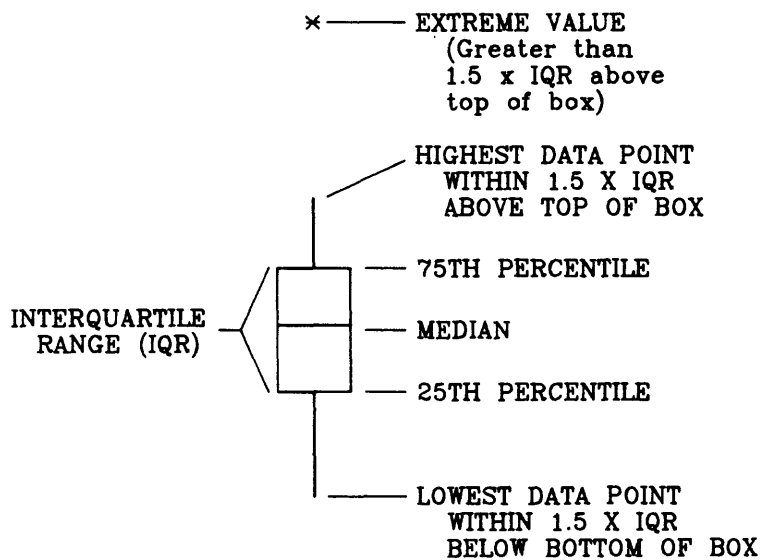 EXTREME VALUE
(Greater than
1.5 x IQR above
top of box)
HIGHEST DATA POINT
WITHIN 1.5 X IQR
ABOVE TOP OF BOX
75TH PERCENTILE
INTERQUARTILE
RANGE (IQR)
MEDIAN
25TH PERCENTILE
LOWEST DATA POINT
WITHIN 1.5 X IQR
BELOW BOTTOM OF BOX